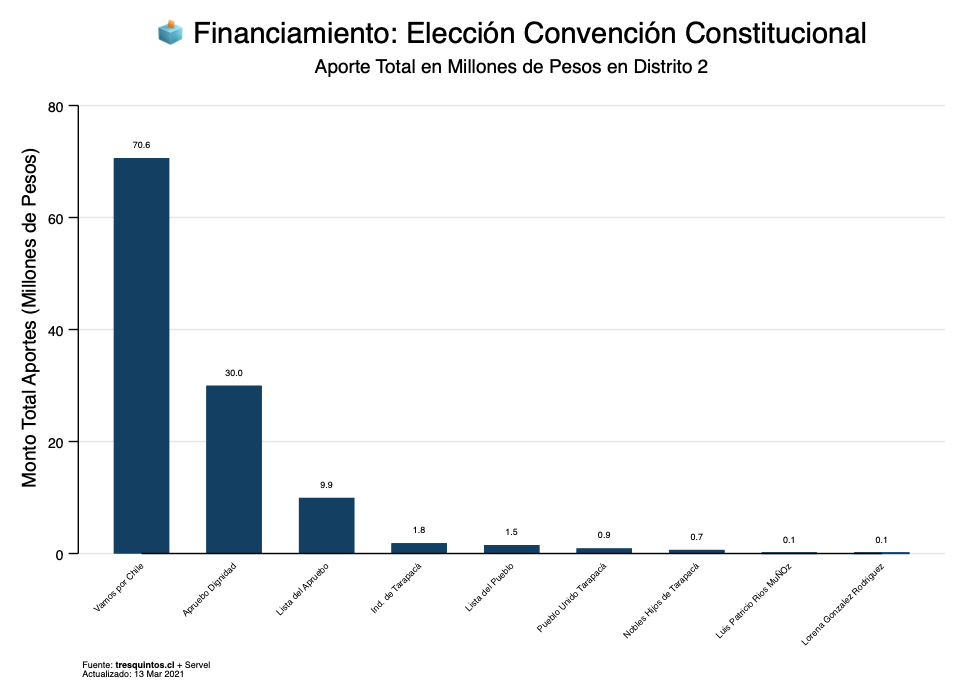 Financiamiento: Elección Convención Constitucional
Aporte Total en Millones de Pesos en Distrito 2
Monto Total Aportes (Millones de Pesos)
80
60
40
20
0
70.6
30.0
9.9
1.8
1.5
0.9
0.7
0.1
0.1
Vamos por Chile
Apruebo Dignidad
Lista del Apruebo
Ind. de Tarapacá
Lista del Pueblo
Pueblo Unido Tarapacá
Nobles Hijos de Tarapacá
Luis Patricio Rios MuÑOz
Lorena Gonzalez Rodriguez
Fuente: tresquintos.cl + Servel
Actualizado: 13 Mar 2021